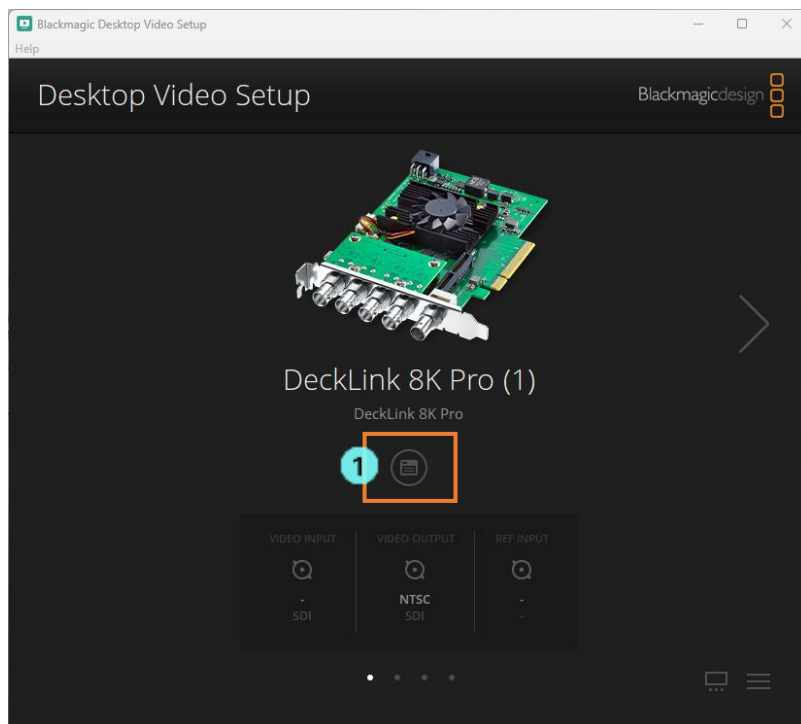 Blackmagic Desktop Video Setup
Help
Desktop Video Setup
Blackmagicdesign
DeckLink 8K Pro (1)
DeckLink 8K Pro
1
VIDEO INPUT VIDEO OUTPUT REF INPUT
- NTSC -
SDI SDI -